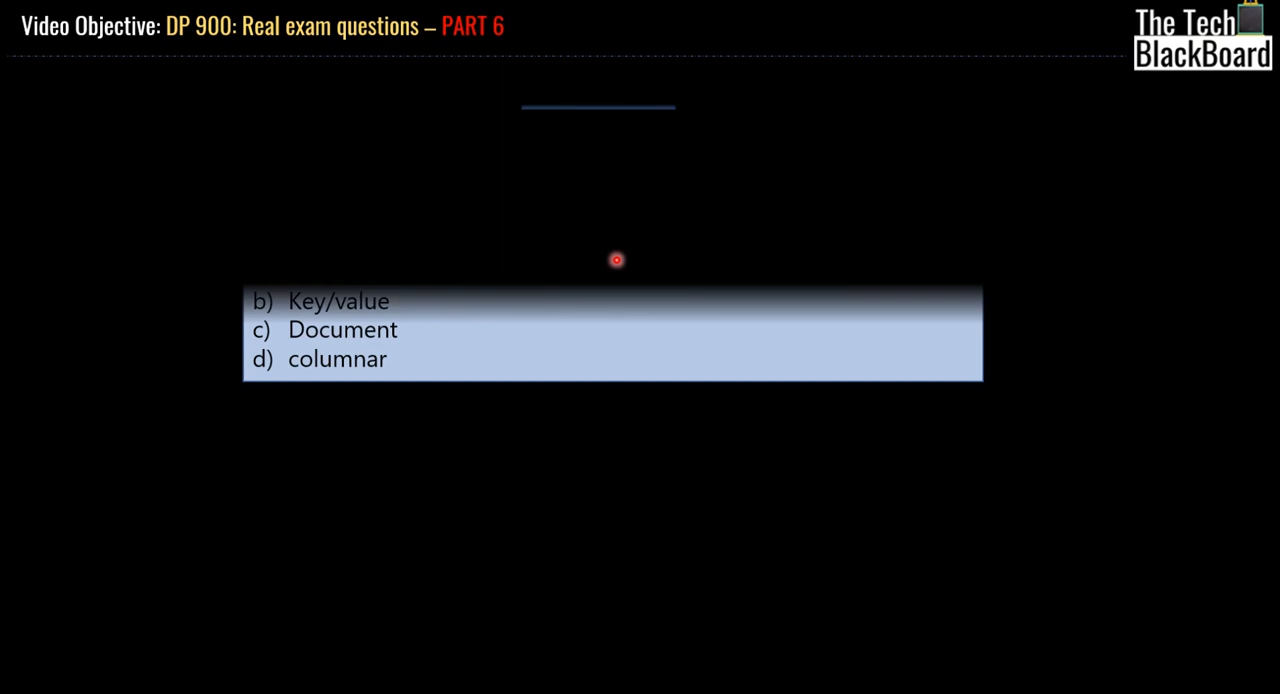 Video Objective: DP 900: Real exam questions – PART 6
The Tech
BlackBoard
b) Key/value
c) Document
d) columnar